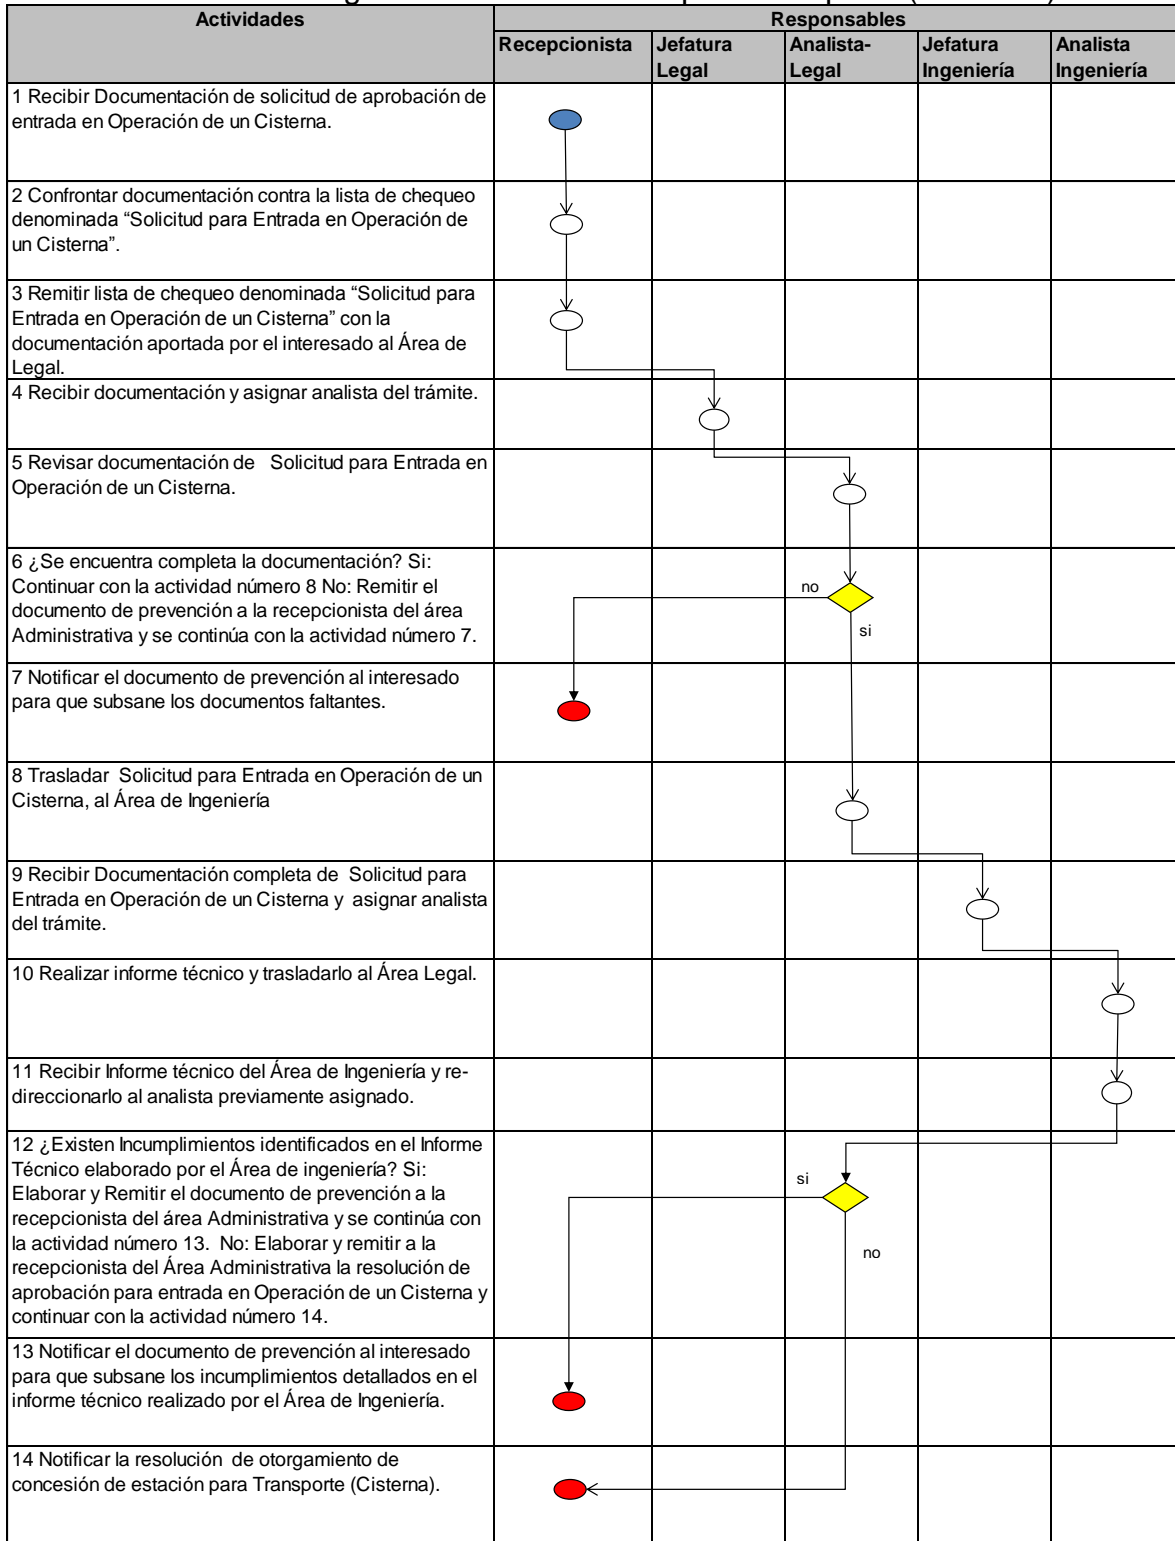 Actividades
Responsables
Recepcionista
Jefatura
Legal
Analista-
Legal
Jefatura
Ingeniería
Analista
Ingeniería
1 Recibir Documentación de solicitud de aprobación de
entrada en Operación de un Cisterna.
2 Confrontar documentación contra la lista de chequeo
denominada “Solicitud para Entrada en Operación de
un Cisterna”.
3 Remitir lista de chequeo denominada “Solicitud para
Entrada en Operación de un Cisterna” con la
documentación aportada por el interesado al Área de
Legal.
4 Recibir documentación y asignar analista del trámite.
5 Revisar documentación de Solicitud para Entrada en
Operación de un Cisterna.
6 ¿Se encuentra completa la documentación? Si:
Continuar con la actividad número 8 No: Remitir el
documento de prevención a la recepcionista del área
Administrativa y se continúa con la actividad número 7.
no
si
7 Notificar el documento de prevención al interesado
para que subsane los documentos faltantes.
8 Trasladar Solicitud para Entrada en Operación de un
Cisterna, al Área de Ingeniería
9 Recibir Documentación completa de Solicitud para
Entrada en Operación de un Cisterna y asignar analista
del trámite.
10 Realizar informe técnico y trasladarlo al Área Legal.
11 Recibir Informe técnico del Área de Ingeniería y re-
direccionarlo al analista previamente asignado.
12 ¿Existen Incumplimientos identificados en el Informe
Técnico elaborado por el Área de ingeniería? Si:
Elaborar y Remitir el documento de prevención a la
recepcionista del área Administrativa y se continúa con
la actividad número 13. No: Elaborar y remitir a la
recepcionista del Área Administrativa la resolución de
aprobación para entrada en Operación de un Cisterna y
continuar con la actividad número 14.
si
no
13 Notificar el documento de prevención al interesado
para que subsane los incumplimientos detallados en el
informe técnico realizado por el Área de Ingeniería.
14 Notificar la resolución de otorgamiento de
concesión de estación para Transporte (Cisterna).